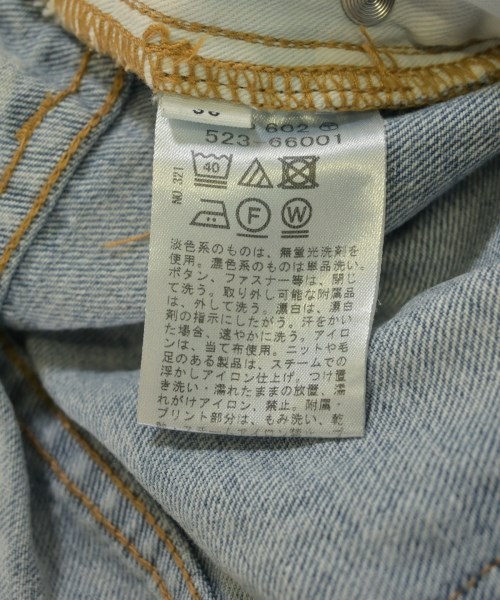 602
523-66001
NO 321
40
F
W
淡色系のものは、無蛍光洗剤を
使用。濃色系のものは単品洗い。
ボタン、ファスナー等は、閉じ
て洗う。取り外し可能な附属品
は、外して洗う。漂白は、漂白
剤の指示にしたがう。汗をかい
た場合、速やかに洗う。アイロ
ンは、当て布使用。ニットや毛
足のある製品は、スチームでの
浮かしアイロン仕上げ。つけ置
き洗い・濡れたままの放置、濡
れがけアイロン、禁止。附属・
プリント部分は、もみ洗い、乾